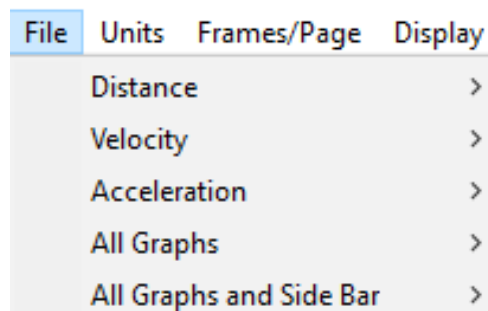 File Units Frames/Page Display
Distance
Velocity
Acceleration
All Graphs
All Graphs and Side Bar